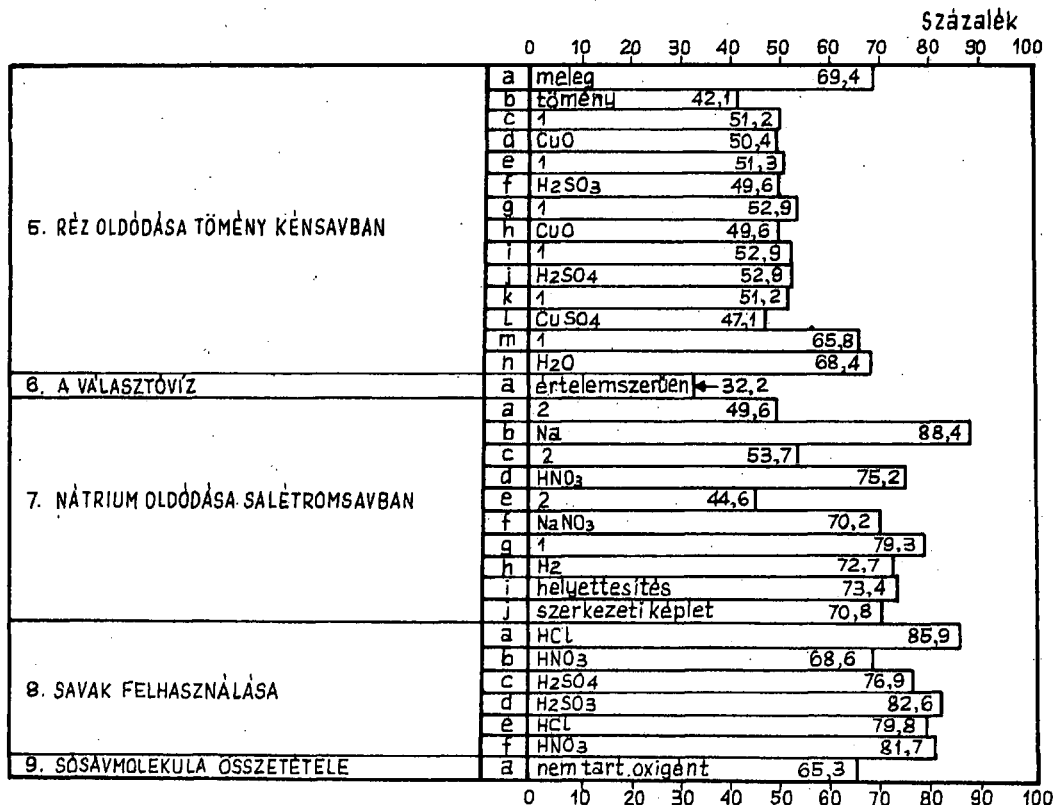 Százalék
0 10 20 30 40 50 60 70 80 90 100
5. RÉZ OLDÓDÁSA TÖMÉNY KÉNSAVBAN
a meleg 69,4
b tömény 42,1
c 1 51,2
d CuO 50,4
e 1 51,3
f H2SO3 49,6
g 1 52,9
h CuO 49,6
i 1 52,9
j H2SO4 52,8
k 1 51,2
l CuSO4 47,1
m 1 65,8
n H2O 68,4
6. A VÁLASZTÓVÍZ
a értelemszerűen ← 32,2
7. NÁTRIUM OLDÓDÁSA SALÉTROMSAVBAN
a 2 49,6
b Na 88,4
c 2 53,7
d HNO3 75,2
e 2 44,6
f NaNO3 70,2
g 1 79,3
h H2 72,7
i helyettesítés 73,4
j szerkezeti képlet 70,8
8. SAVAK FELHASZNÁLÁSA
a HCl 85,9
b HNO3 68,6
c H2SO4 76,9
d H2SO3 82,6
e HCl 79,8
f HNO3 81,7
9. SÓSAVMOLEKULA ÖSSZETÉTELE
a nem tart. oxigént 65,3
0 10 20 30 40 50 60 70 80 90 100